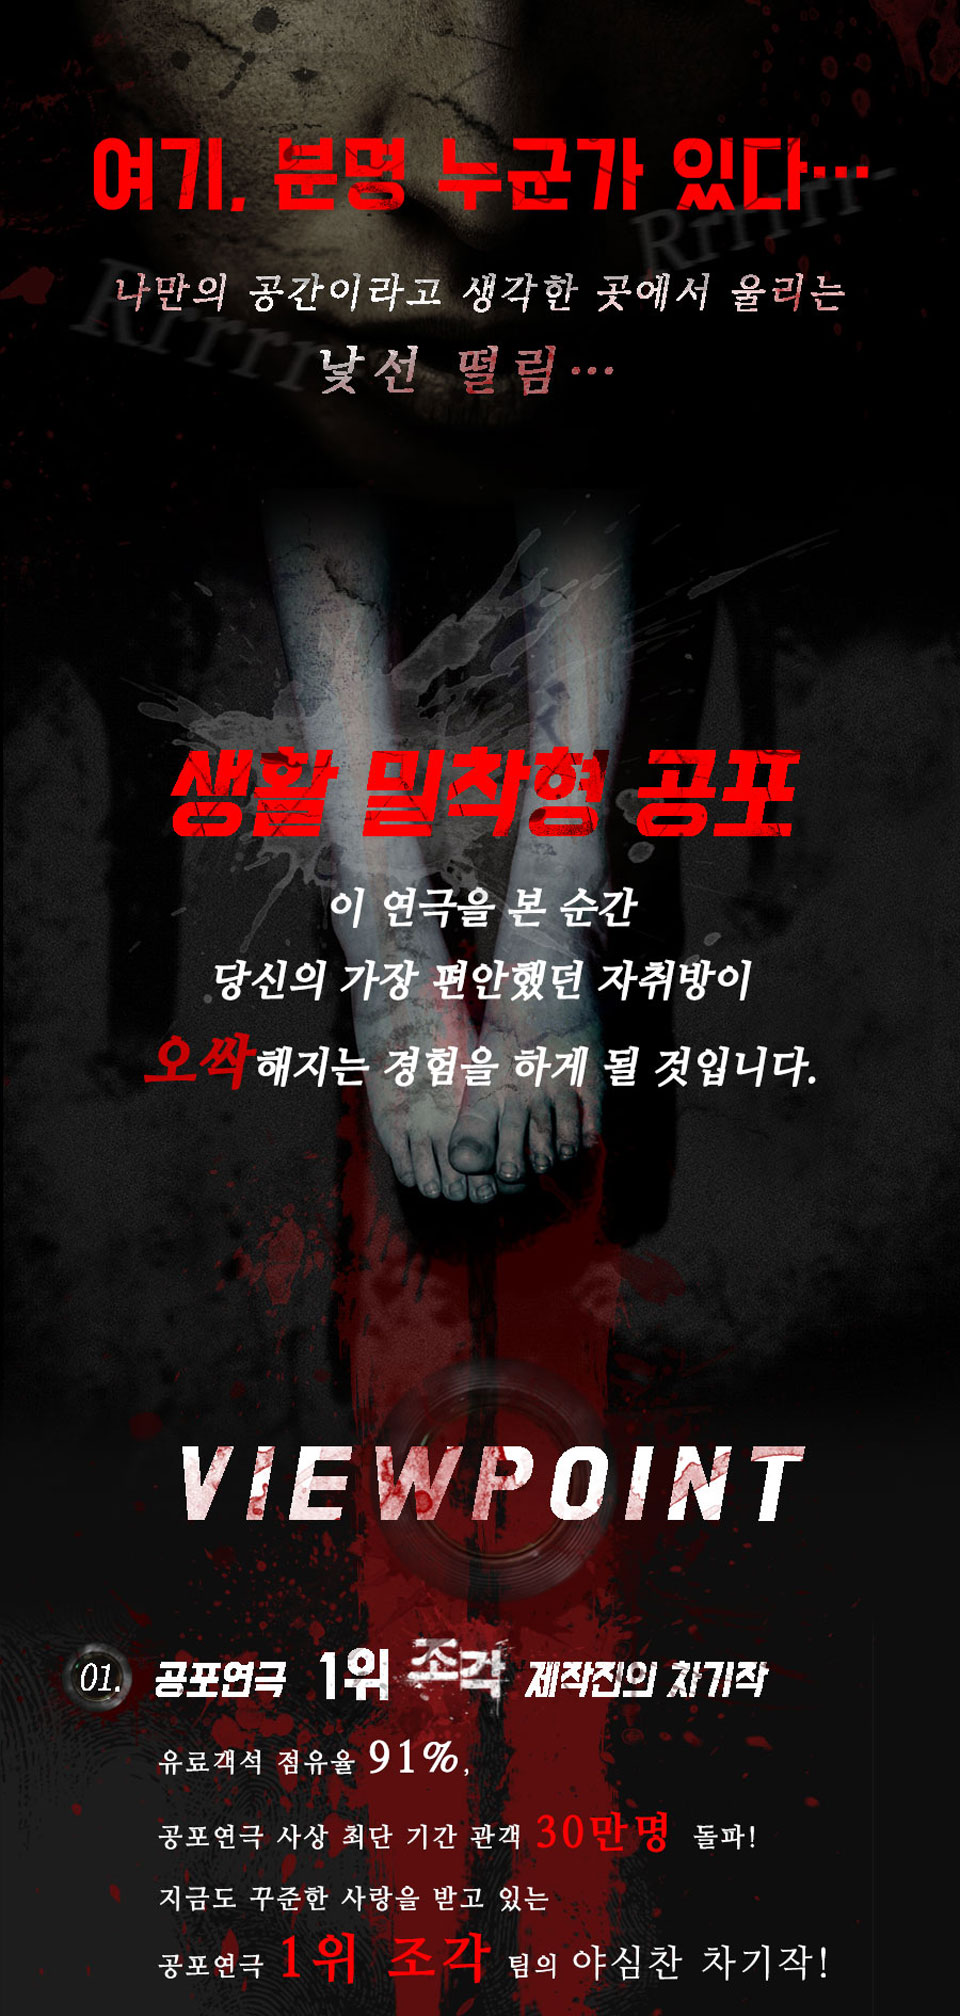 여기, 분명 누군가 있다…
Rrrrrr-
나만의 공간이라고 생각한 곳에서 울리는
Rrrrr
낯선 떨림…
생활 밀착형 공포
이 연극을 본 순간
당신의 가장 편안했던 자취방이
오싹해지는 경험을 하게 될 것입니다.
VIEWPOINT
01. 공포연극 1위 조각 제작진의 차기작
유료객석 점유율 91%,
공포연극 사상 최단 기간 관객 30만명 돌파!
지금도 꾸준한 사랑을 받고 있는
공포연극 1위 조각 팀의 야심찬 차기작!